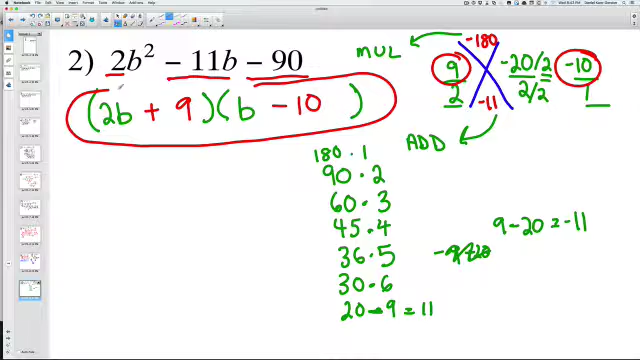 2) 2b² − 11b − 90
(2b + 9)(b − 10)
MUL
-180
9
2
-11
-20/2
2/2
-10
1
ADD
180 · 1
90 · 2
60 · 3
45 · 4
36 · 5
30 · 6
20 - 9 = 11
9 - 20 = -11